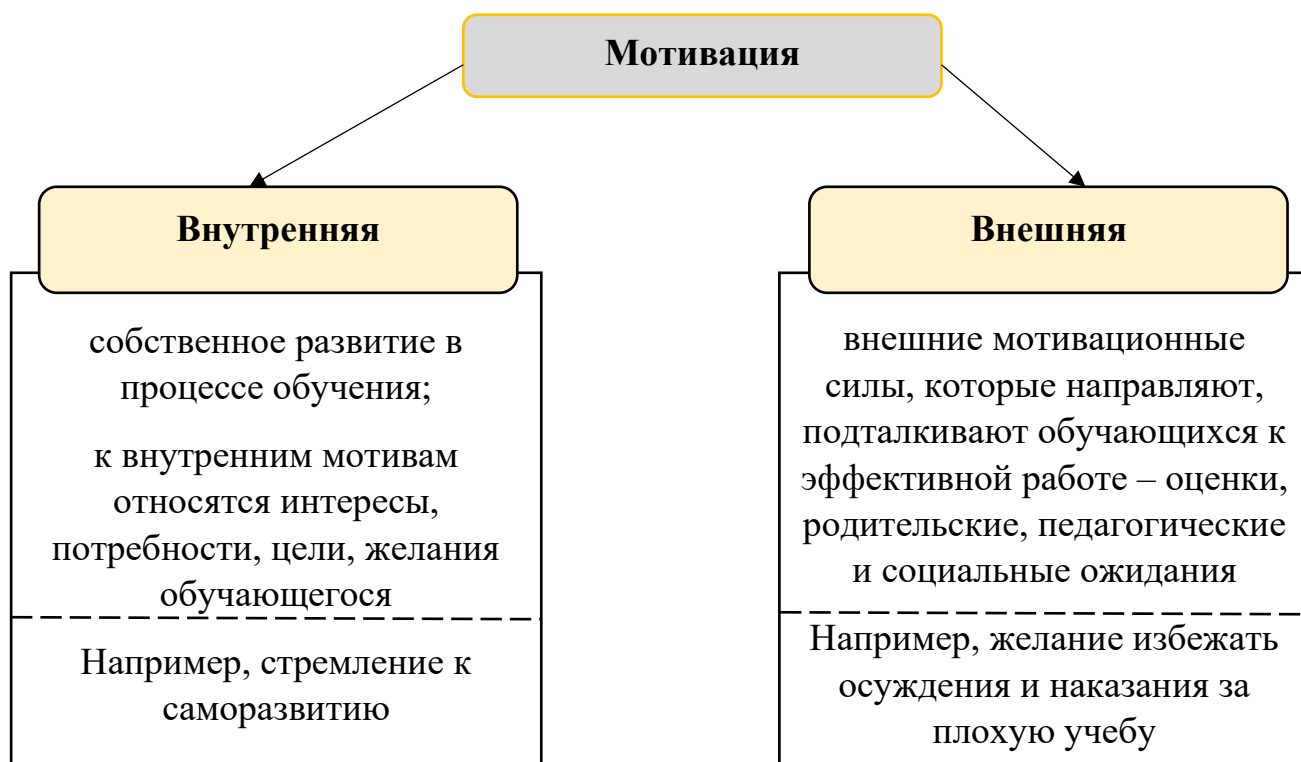 Мотивация
Внутренняя
собственное развитие в
процессе обучения;
к внутренним мотивам
относятся интересы,
потребности, цели, желания
обучающегося
Например, стремление к
саморазвитию
Внешняя
внешние мотивационные
силы, которые направляют,
подталкивают обучающихся к
эффективной работе – оценки,
родительские, педагогические
и социальные ожидания
Например, желание избежать
осуждения и наказания за
плохую учебу